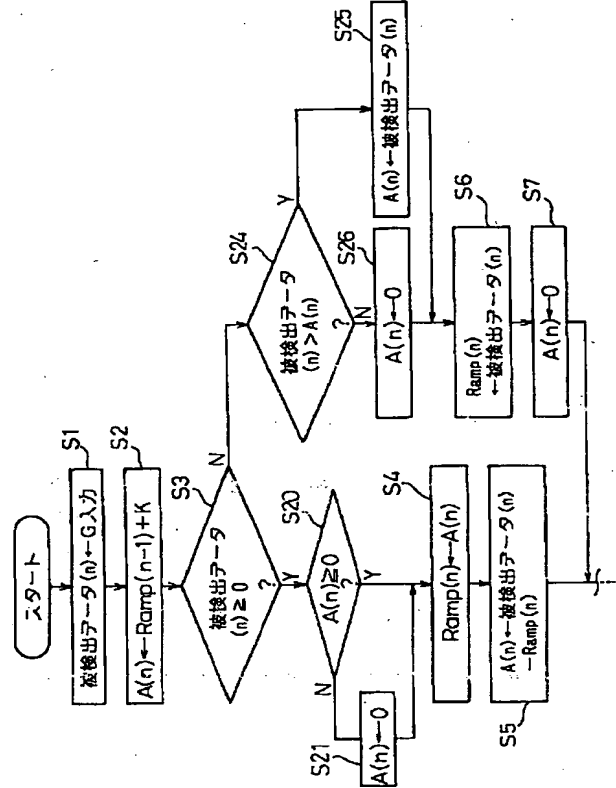 スタート
S1
被検出データ(n)←G入力
S2
A(n)←Ramp(n-1)+K
S3
被検出データ
(n)≥0
?
N
Y
S20
A(n)≥0
?
N
Y
S21
A(n)←0
S4
Ramp(n)←A(n)
S5
A(n)←被検出データ(n)
-Ramp(n)
S24
被検出データ
(n)>A(n)
?
Y
N
S25
A(n)←被検出データ(n)
S26
A(n)←0
S6
Ramp(n)
←被検出データ(n)
S7
A(n)←0